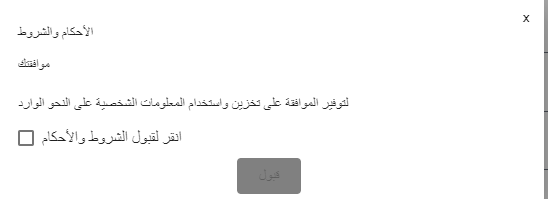 x
الأحكام والشروط
موافقتك
لتوفير الموافقة على تخزين واستخدام المعلومات الشخصية على النحو الوارد
انقر لقبول الشروط والأحكام
قبول